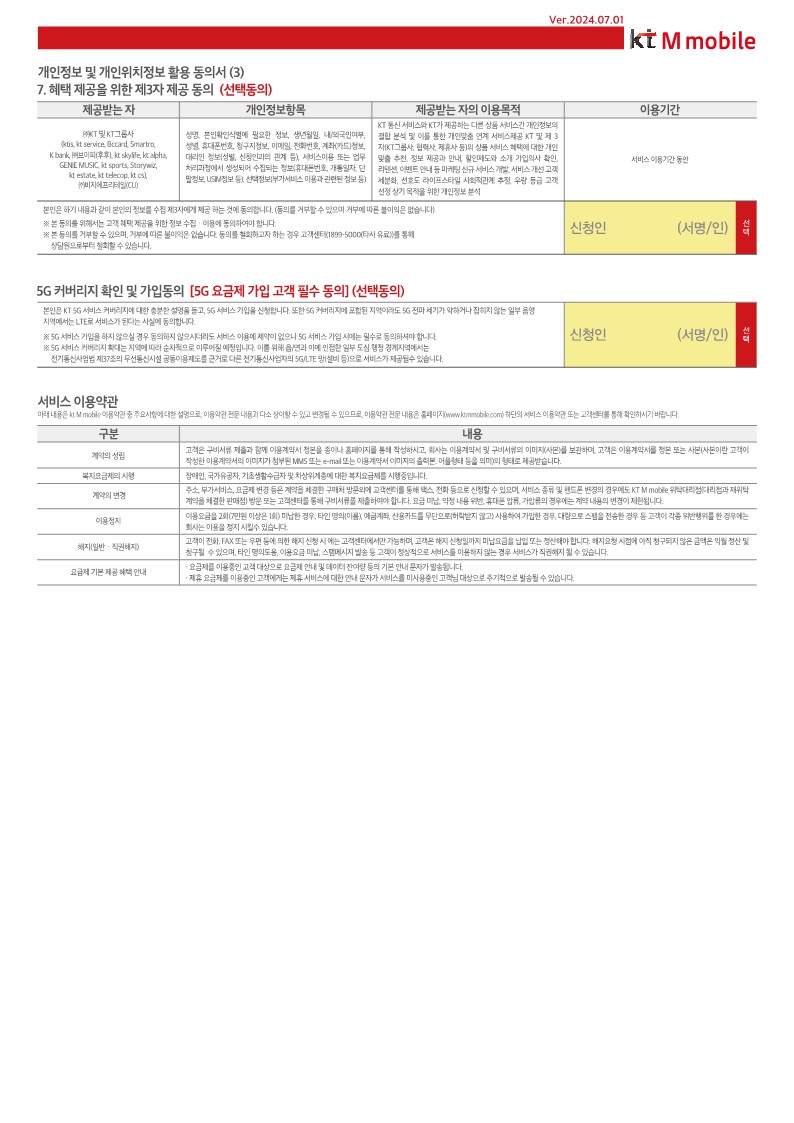 Ver.2024.07.01
kt M mobile
개인정보 및 개인위치정보 활용 동의서 (3)
7. 혜택 제공을 위한 제3자 제공 동의 (선택동의)
제공받는 자 개인정보항목 제공받는 자의 이용목적 이용기간
㈜KT 및 KT그룹사
(ktis, kt service, Bccard, Smartro,
K bank, ㈜브이피(후후), kt skylife, kt alpha,
GENIE MUSIC, kt sports, Storywiz,
kt estate, kt telecop, kt cs),
㈜비지에프리테일(CU)
성명, 본인확인식별에 필요한 정보, 생년월일, 내/외국인여부,
성별, 휴대폰번호, 청구지정보, 이메일, 전화번호, 계좌(카드)정보,
대리인 정보(성별, 신청인과의 관계 등), 서비스이용 또는 업무
처리과정에서 생성되어 수집되는 정보(휴대폰번호, 개통일자, 단
말정보, USIM정보 등), 선택정보(부가서비스 이용과 관련된 정보 등)
KT 통신 서비스와 KT가 제공하는 다른 상품 서비스간 개인정보의
결합 분석 및 이를 통한 개인맞춤 연계 서비스제공 KT 및 제 3
자(KT그룹사, 협력사, 제휴사 등)의 상품 서비스 혜택에 대한 개인
맞춤 추천, 정보 제공과 안내, 할인제도와 소개 가입의사 확인,
리텐션, 이벤트 안내 등 마케팅 신규 서비스 개발, 서비스 개선 고객
세분화, 선호도 라이프스타일 사회적관계 추정, 우량 등급 고객
선정 상기 목적을 위한 개인정보 분석
서비스 이용기간 동안
본인은 하기 내용과 같이 본인의 정보를 수집 제3자에게 제공 하는 것에 동의합니다. (동의를 거부할 수 있으며 거부에 따른 불이익은 없습니다)
※ 본 동의를 위해서는 고객 혜택 제공을 위한 정보 수집 · 이용에 동의하여야 합니다.
※ 본 동의를 거부할 수 있으며, 거부에 따른 불이익은 없습니다. 동의를 철회하고자 하는 경우 고객센터(1899-5000(타사 유료))를 통해
상담원으로부터 철회할 수 있습니다.
신청인 (서명/인)
선택
5G 커버리지 확인 및 가입동의 [5G 요금제 가입 고객 필수 동의] (선택동의)
본인은 KT 5G 서비스 커버리지에 대한 충분한 설명을 듣고, 5G 서비스 가입을 신청합니다. 또한 5G 커버리지에 포함된 지역이라도 5G 전파 세기가 약하거나 잡히지 않는 일부 음영
지역에서는 LTE로 서비스가 된다는 사실에 동의합니다.
※ 5G 서비스 가입을 하지 않으실 경우 동의하지 않으시더라도 서비스 이용에 제약이 없으나 5G 서비스 가입 시에는 필수로 동의하셔야 합니다.
※ 5G 서비스 커버리지 확대는 지역에 따라 순차적으로 이루어질 예정입니다. 이를 위해 읍/면과 이에 인접한 일부 도심 행정 경계지역에서는
전기통신사업법 제37조의 무선통신시설 공동이용제도를 근거로 다른 전기통신사업자의 5G/LTE 망(설비 등)으로 서비스가 제공될수 있습니다.
신청인 (서명/인)
선택
서비스 이용약관
아래 내용은 kt M mobile 이용약관 중 주요사항에 대한 설명으로, 이용약관 전문 내용과 다소 상이할 수 있고 변경될 수 있으므로, 이용약관 전문 내용은 홈페이지(www.ktmmobile.com) 하단의 서비스 이용약관 또는 고객센터를 통해 확인하시기 바랍니다.
구분 내용
계약의 성립
고객은 구비서류 제출과 함께 이용계약서 정본을 종이나 홈페이지를 통해 작성하시고, 회사는 이용계약서 및 구비서류의 이미지(사본)를 보관하며, 고객은 이용계약서를 정본 또는 사본(사본이란 고객이
작성한 이용계약서의 이미지가 첨부된 MMS 또는 e-mail 또는 이용계약서 이미지의 출력본, 어플형태 등을 의미)의 형태로 제공받습니다.
복지요금제의 시행
장애인, 국가유공자, 기초생활수급자 및 차상위계층에 대한 복지요금제를 시행중입니다.
계약의 변경
주소, 부가서비스, 요금제 변경 등은 계약을 체결한 구매처 방문외에 고객센터를 통해 팩스, 전화 등으로 신청할 수 있으며, 서비스 종류 및 핸드폰 변경의 경우에도 KT M mobile 위탁대리점(대리점과 재위탁
계약을 체결한 판매점) 방문 또는 고객센터를 통해 구비서류를 제출하여야 합니다. 요금 미납, 약정 내용 위반, 휴대폰 압류, 가압류의 경우에는 계약 내용의 변경이 제한됩니다.
이용정지
이용요금을 2회(7만원 이상은 1회) 미납한 경우, 타인 명의(이름), 예금계좌, 신용카드를 무단으로(허락받지 않고) 사용하여 가입한 경우, 대량으로 스팸을 전송한 경우 등 고객이 각종 위반행위를 한 경우에는
회사는 이용을 정지 시킬수 있습니다.
해지(일반 · 직권해지)
고객이 전화, FAX 또는 우편 등에 의한 해지 신청 시 에는 고객센터에서만 가능하며, 고객은 해지 신청일까지 미납요금을 납입 또는 정산해야 합니다. 해지요청 시점에 아직 청구되지 않은 금액은 익월 정산 및
청구될 수 있으며, 타인 명의도용, 이용요금 미납, 스팸메시지 발송 등 고객이 정상적으로 서비스를 이용하지 않는 경우 서비스가 직권해지 될 수 있습니다.
요금제 기본 제공 혜택 안내
· 요금제를 이용중인 고객 대상으로 요금제 안내 및 데이터 잔여량 등의 기본 안내 문자가 발송됩니다.
· 제휴 요금제를 이용중인 고객에게는 제휴 서비스에 대한 안내 문자가 서비스를 미사용중인 고객님 대상으로 주기적으로 발송될 수 있습니다.